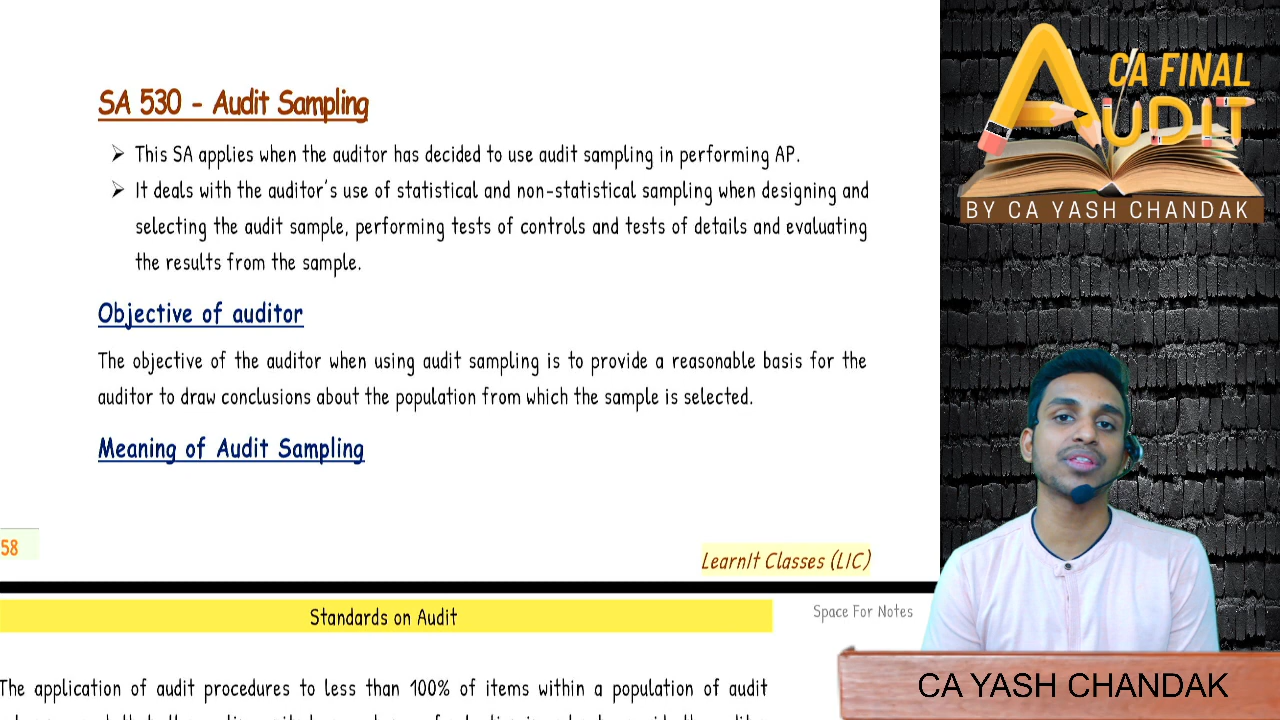 SA 530 - Audit Sampling
➢ This SA applies when the auditor has decided to use audit sampling in performing AP.
➢ It deals with the auditor's use of statistical and non-statistical sampling when designing and
selecting the audit sample, performing tests of controls and tests of details and evaluating
the results from the sample.
Objective of auditor
The objective of the auditor when using audit sampling is to provide a reasonable basis for the
auditor to draw conclusions about the population from which the sample is selected.
Meaning of Audit Sampling
58
LearnIt Classes (LIC)
Standards on Audit
Space For Notes
The application of audit procedures to less than 100% of items within a population of audit
CA FINAL
AUDIT
BY CA YASH CHANDAK
CA YASH CHANDAK